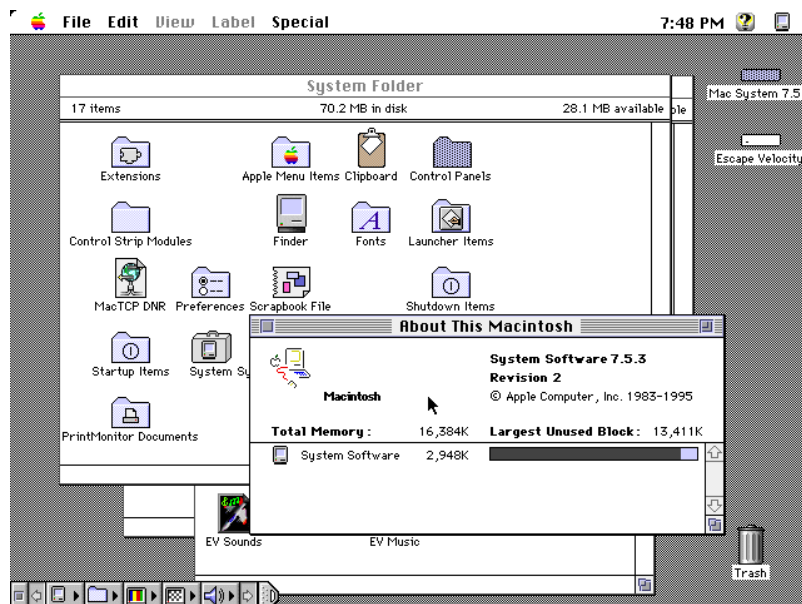 File Edit View Label Special 7:48 PM
System Folder
17 items 70.2 MB in disk 28.1 MB available ple
Mac System 7.5
Escape Velocity
Extensions Apple Menu Items Clipboard Control Panels
Control Strip Modules Finder Fonts Launcher Items
MacTCP DNR Preferences Scrapbook File Shutdown Items
Startup Items System Sy
PrintMonitor Documents
About This Macintosh
System Software 7.5.3
Revision 2
Macintosh © Apple Computer, Inc. 1983-1995
Total Memory : 16,384K Largest Unused Block : 13,411K
System Software 2,948K
EV Sounds EV Music
Trash